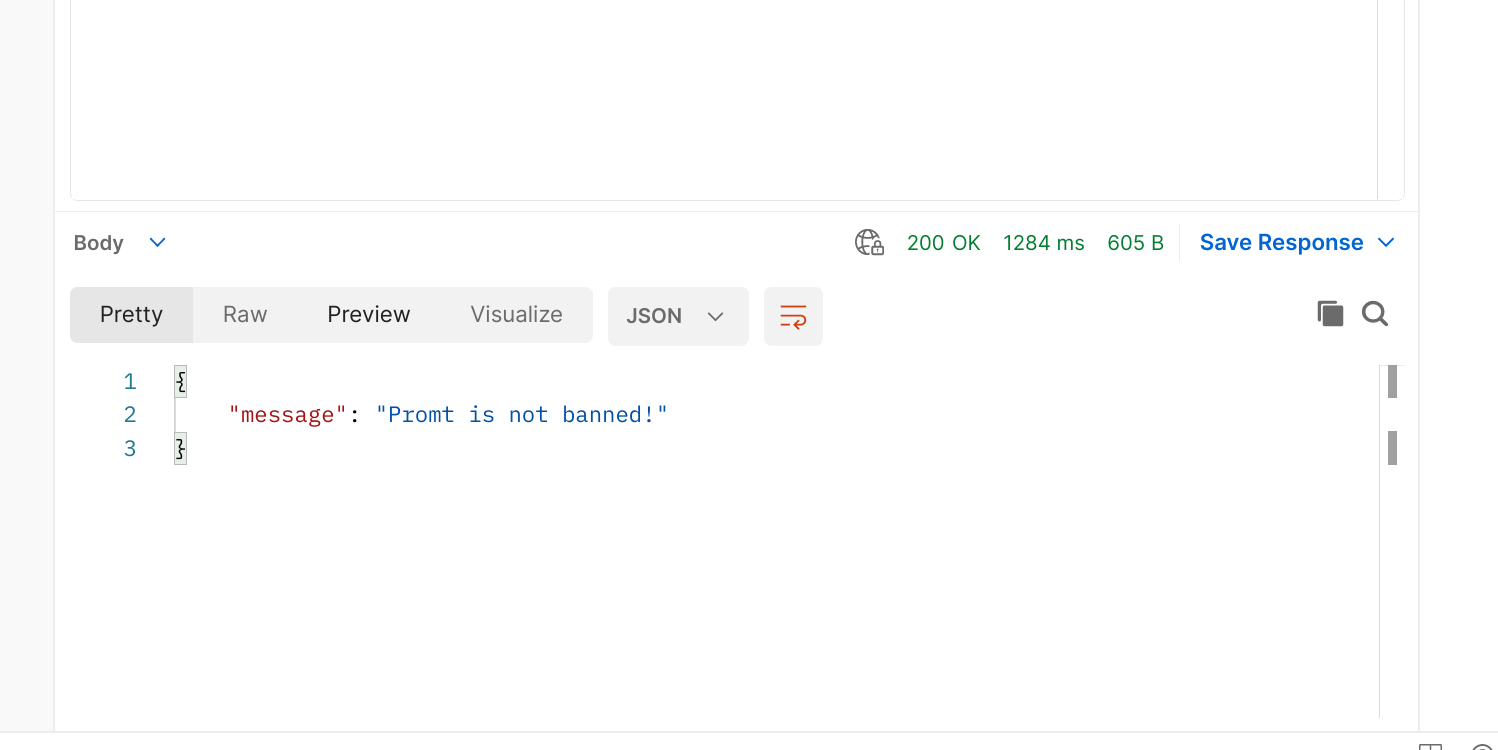 Body 200 OK 1284 ms 605 B Save Response
Pretty Raw Preview Visualize JSON
1 {
2 "message": "Promt is not banned!"
3 }